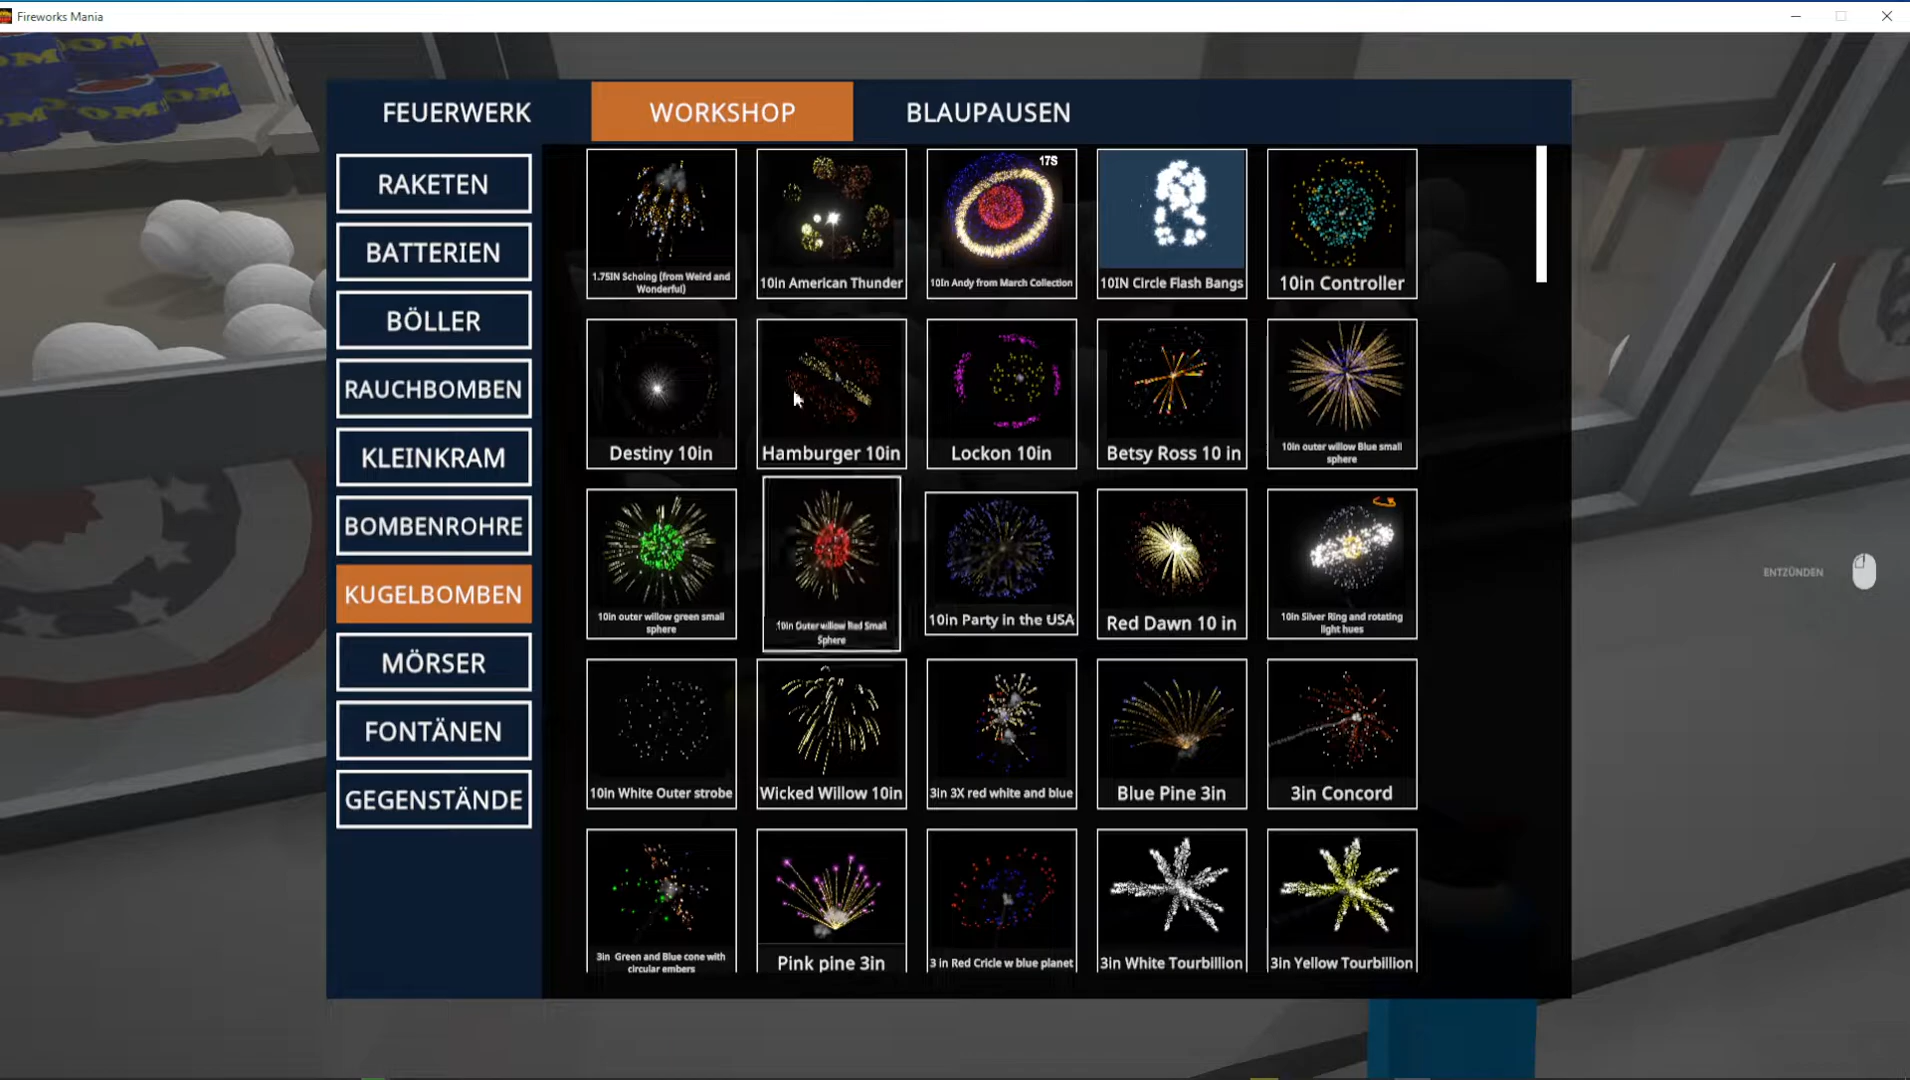 Fireworks Mania
FEUERWERK
WORKSHOP
BLAUPAUSEN
RAKETEN
BATTERIEN
BÖLLER
RAUCHBOMBEN
KLEINKRAM
BOMBENROHRE
KUGELBOMBEN
MÖRSER
FONTÄNEN
GEGENSTÄNDE
1.75IN Schoing (from Weird and
Wonderful)
10in American Thunder
17S
10In Andy from March Collection
10IN Circle Flash Bangs
10in Controller
Destiny 10in
Hamburger 10in
Lockon 10in
Betsy Ross 10 in
10in outer willow Blue small
sphere
10in outer willow green small
sphere
10in Outer willow Red Small
Sphere
10in Party in the USA
Red Dawn 10 in
10in Silver Ring and rotating
light hues
10in White Outer strobe
Wicked Willow 10in
3in 3X red white and blue
Blue Pine 3in
3in Concord
3in Green and Blue cone with
circular embers
Pink pine 3in
3 in Red Cricle w blue planet
3in White Tourbillion
3in Yellow Tourbillion
ENTZÜNDEN